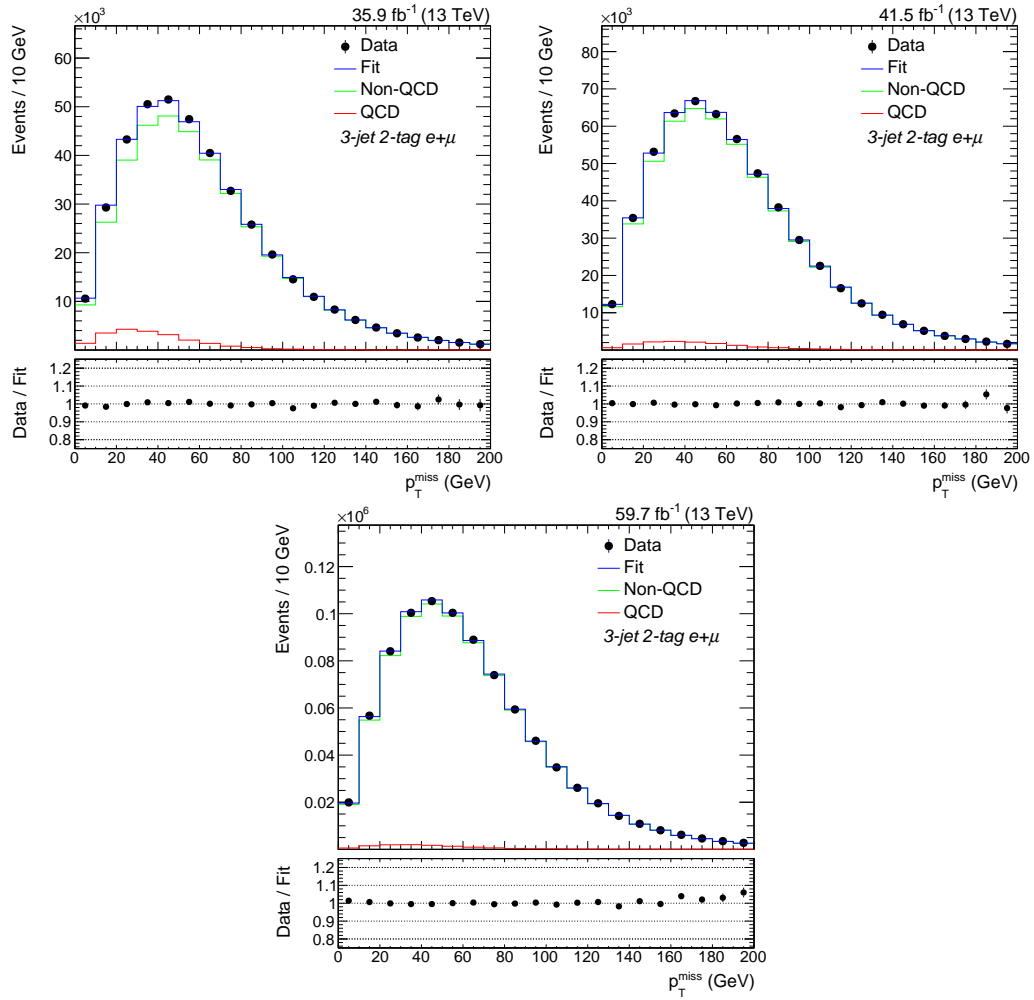 ×10³ 35.9 fb⁻¹ (13 TeV)
Events / 10 GeV
60
50
40
30
20
10
Data
Fit
Non-QCD
QCD
3-jet 2-tag e+μ
Data / Fit
1.2
1.1
1
0.9
0.8
0 20 40 60 80 100 120 140 160 180 200
p_T^miss (GeV)
×10³ 41.5 fb⁻¹ (13 TeV)
Events / 10 GeV
80
70
60
50
40
30
20
10
Data
Fit
Non-QCD
QCD
3-jet 2-tag e+μ
Data / Fit
1.2
1.1
1
0.9
0.8
0 20 40 60 80 100 120 140 160 180 200
p_T^miss (GeV)
×10⁶ 59.7 fb⁻¹ (13 TeV)
Events / 10 GeV
0.12
0.1
0.08
0.06
0.04
0.02
Data
Fit
Non-QCD
QCD
3-jet 2-tag e+μ
Data / Fit
1.2
1.1
1
0.9
0.8
0 20 40 60 80 100 120 140 160 180 200
p_T^miss (GeV)